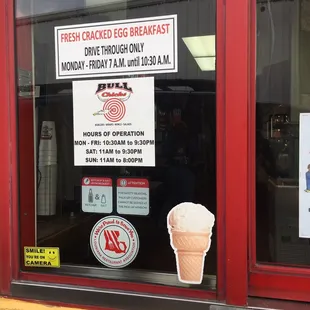 FRESH CRACKED EGG BREAKFAST
DRIVE THROUGH ONLY
MONDAY - FRIDAY 7 A.M. UNTIL 10:30 A.M.
BULL
Chicks
HOURS OF OPERATION
MON - FRI: 10:30AM to 9:30PM
SAT: 11AM to 9:30PM
SUN: 11AM to 8:00PM
ATTENTION
SMILE!
YOU'RE ON
CAMERA